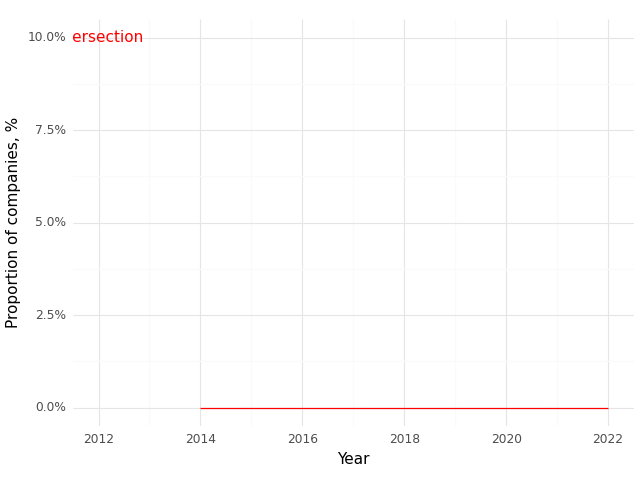 10.0%
ersection
7.5%
5.0%
2.5%
0.0%
Proportion of companies, %
2012 2014 2016 2018 2020 2022
Year